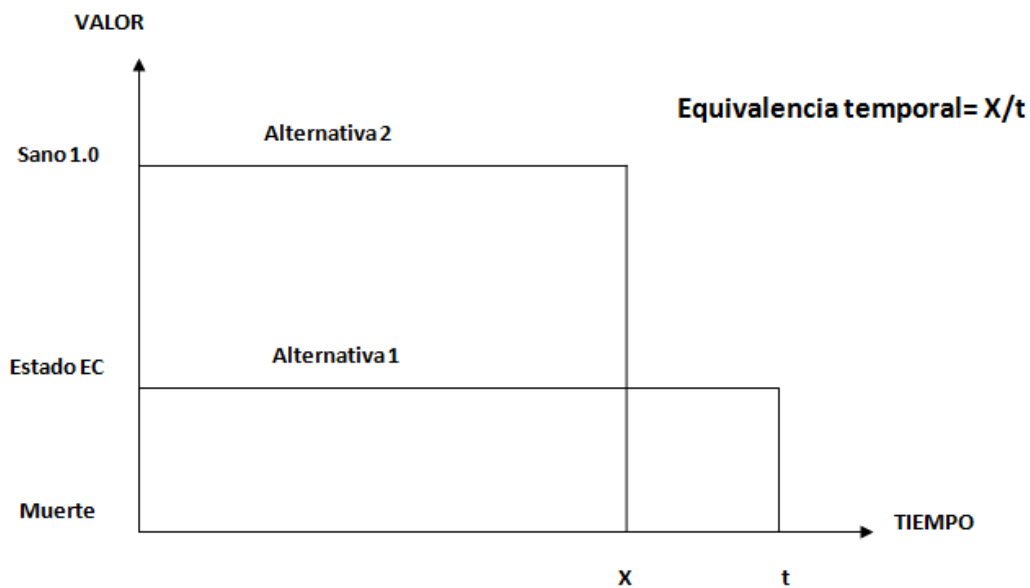 VALOR
Equivalencia temporal= X/t
Alternativa 2
Sano 1.0
Alternativa 1
Estado EC
Muerte
TIEMPO
X
t